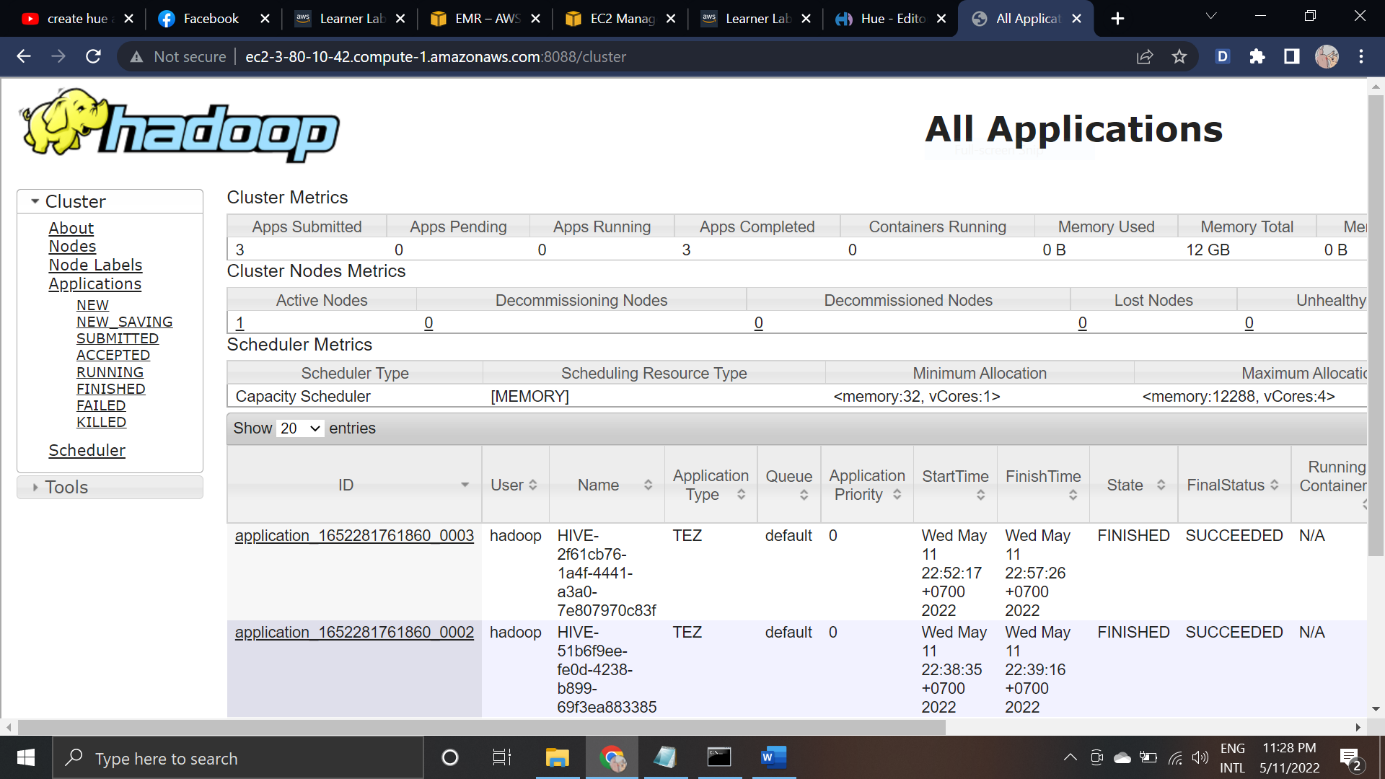 create hue
Facebook
aws Learner Lab
EMR – AWS
EC2 Manag
aws Learner Lab
Hue - Edito
All Applicat
Not secure | ec2-3-80-10-42.compute-1.amazonaws.com:8088/cluster
D
hadoop
All Applications
Cluster
About
Nodes
Node Labels
Applications
NEW
NEW_SAVING
SUBMITTED
ACCEPTED
RUNNING
FINISHED
FAILED
KILLED
Scheduler
Tools
Cluster Metrics
Apps Submitted Apps Pending Apps Running Apps Completed Containers Running Memory Used Memory Total
3 0 0 3 0 0 B 12 GB 0 B
Cluster Nodes Metrics
Active Nodes Decommissioning Nodes Decommissioned Nodes Lost Nodes Unhealthy
1 0 0 0 0
Scheduler Metrics
Scheduler Type Scheduling Resource Type Minimum Allocation Maximum Allocatio
Capacity Scheduler [MEMORY] <memory:32, vCores:1> <memory:12288, vCores:4>
Show 20 entries
ID User Name Application Type Queue Application Priority StartTime FinishTime State FinalStatus Running Container
application_1652281761860_0003 hadoop HIVE- TEZ default 0 Wed May Wed May FINISHED SUCCEEDED N/A
2f61cb76- 11 11
1a4f-4441- 22:52:17 22:57:26
a3a0- +0700 +0700
7e807970c83f 2022 2022
application_1652281761860_0002 hadoop HIVE- TEZ default 0 Wed May Wed May FINISHED SUCCEEDED N/A
51b6f9ee- 11 11
fe0d-4238- 22:38:35 22:39:16
b899- +0700 +0700
69f3ea883385 2022 2022
Type here to search
ENG 11:28 PM
INTL 5/11/2022
2